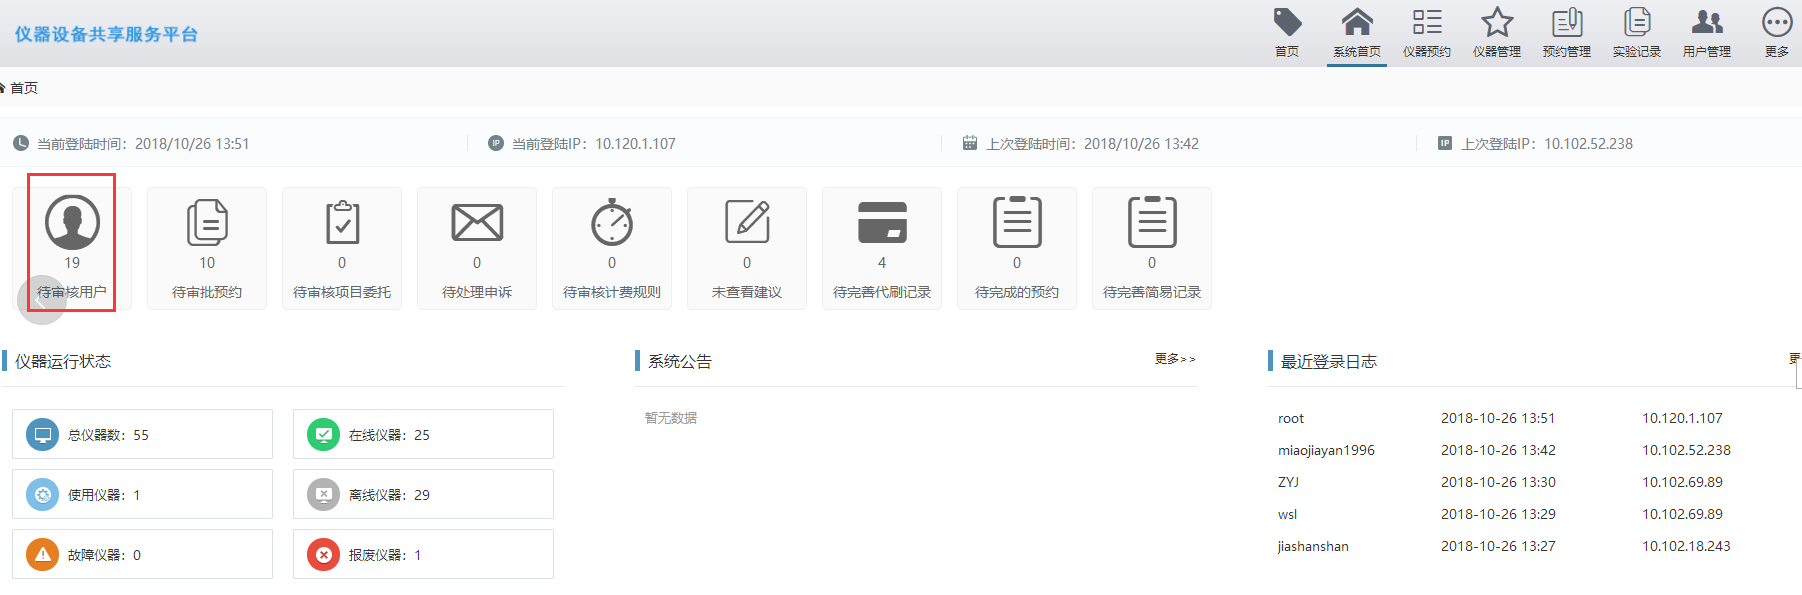 仪器设备共享服务平台
首页
系统首页
仪器预约
仪器管理
预约管理
实验记录
用户管理
更多
首页
当前登陆时间：2018/10/26 13:51
IP
当前登陆IP：10.120.1.107
上次登陆时间：2018/10/26 13:42
IP
上次登陆IP：10.102.52.238
19
待审核用户
10
待审批预约
0
待审核项目委托
0
待处理申诉
0
待审核计费规则
0
未查看建议
4
待完善代刷记录
0
待完成的预约
0
待完善简易记录
仪器运行状态
总仪器数：55
在线仪器：25
使用仪器：1
离线仪器：29
故障仪器：0
报废仪器：1
系统公告
更多>>
暂无数据
最近登录日志
更
root 2018-10-26 13:51 10.120.1.107
miaojiayan1996 2018-10-26 13:42 10.102.52.238
ZYJ 2018-10-26 13:30 10.102.69.89
wsl 2018-10-26 13:29 10.102.69.89
jiashanshan 2018-10-26 13:27 10.102.18.243